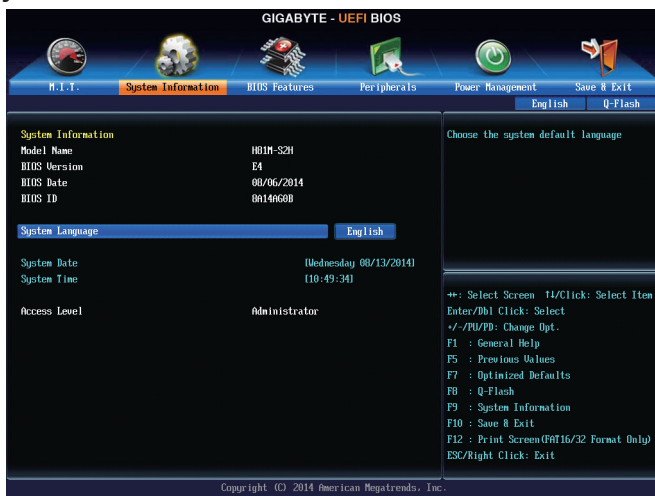 GIGABYTE - UEFI BIOS
M.I.T. System Information BIOS Features Peripherals Power Management Save & Exit
English Q-Flash
System Information
Model Name H81M-S2H
BIOS Version E4
BIOS Date 08/06/2014
BIOS ID 8A14AG0B
System Language English
System Date [Wednesday 08/13/2014]
System Time [10:49:34]
Access Level Administrator
Choose the system default language
→←: Select Screen ↑↓/Click: Select Item
Enter/Dbl Click: Select
+/-/PU/PD: Change Opt.
F1 : General Help
F5 : Previous Values
F7 : Optimized Defaults
F8 : Q-Flash
F9 : System Information
F10 : Save & Exit
F12 : Print Screen(FAT16/32 Format Only)
ESC/Right Click: Exit
Copyright (C) 2014 American Megatrends, Inc.